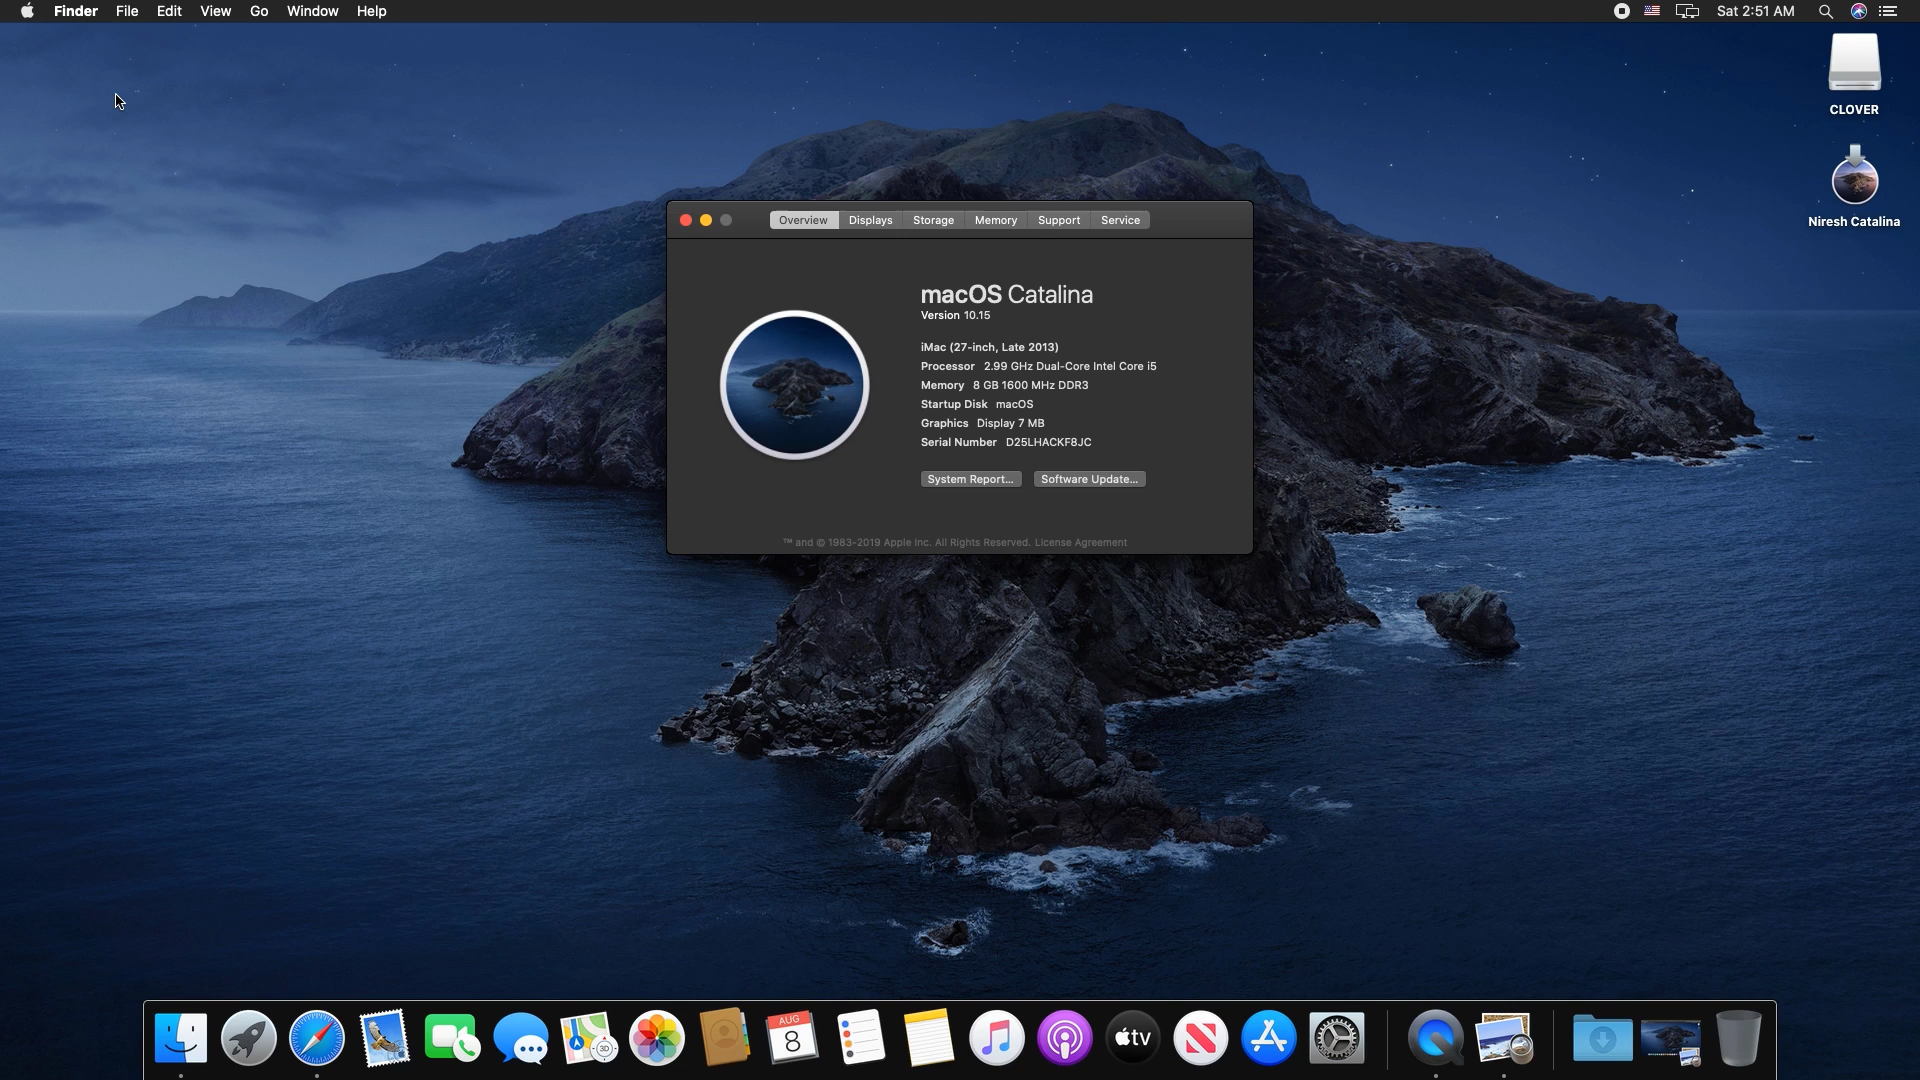 Finder File Edit View Go Window Help Sat 2:51 AM
CLOVER
Niresh Catalina
Overview Displays Storage Memory Support Service
macOS Catalina
Version 10.15
iMac (27-inch, Late 2013)
Processor 2.99 GHz Dual-Core Intel Core i5
Memory 8 GB 1600 MHz DDR3
Startup Disk macOS
Graphics Display 7 MB
Serial Number D25LHACKF8JC
System Report... Software Update...
™ and © 1983-2019 Apple Inc. All Rights Reserved. License Agreement
AUG
8
3D
tv